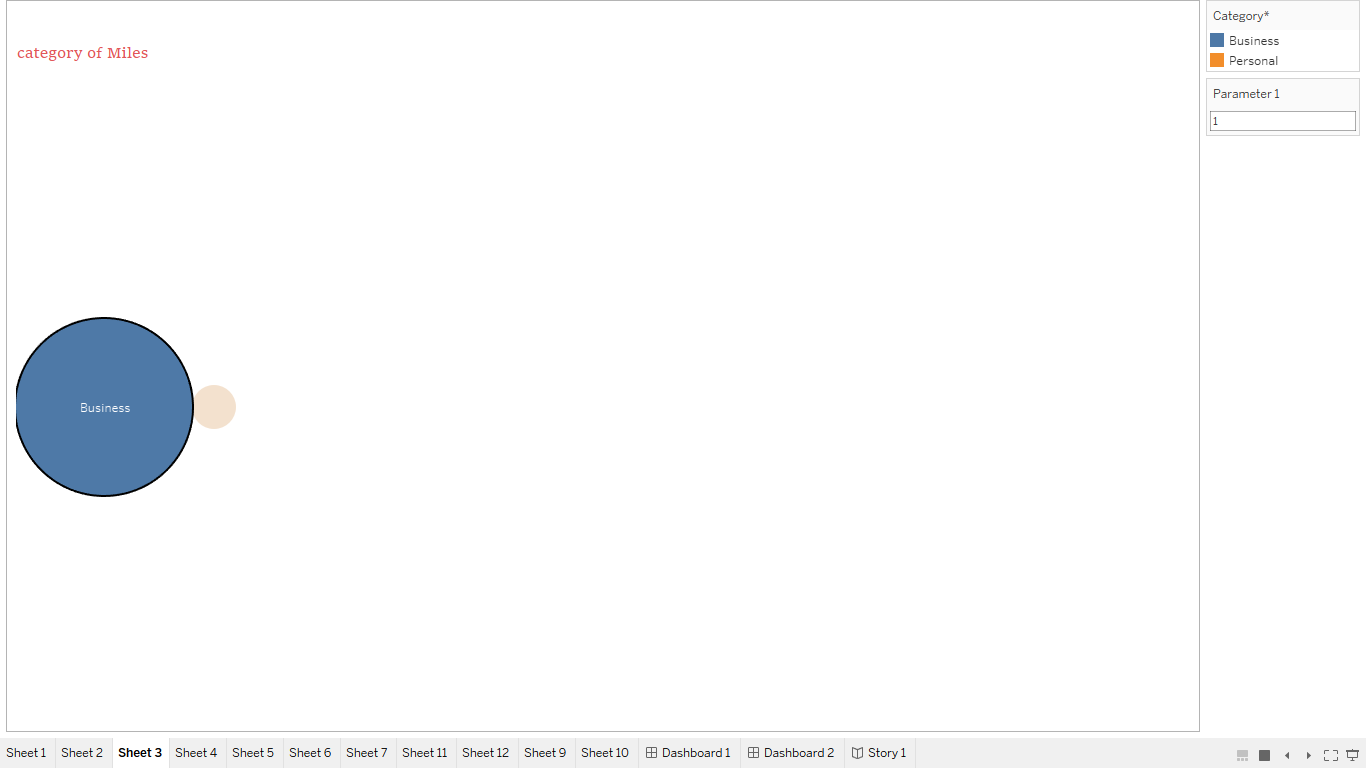 category of Miles
Category*
Business
Personal
Parameter 1
1
Business
Sheet 1 Sheet 2 Sheet 3 Sheet 4 Sheet 5 Sheet 6 Sheet 7 Sheet 11 Sheet 12 Sheet 9 Sheet 10 Dashboard 1 Dashboard 2 Story 1